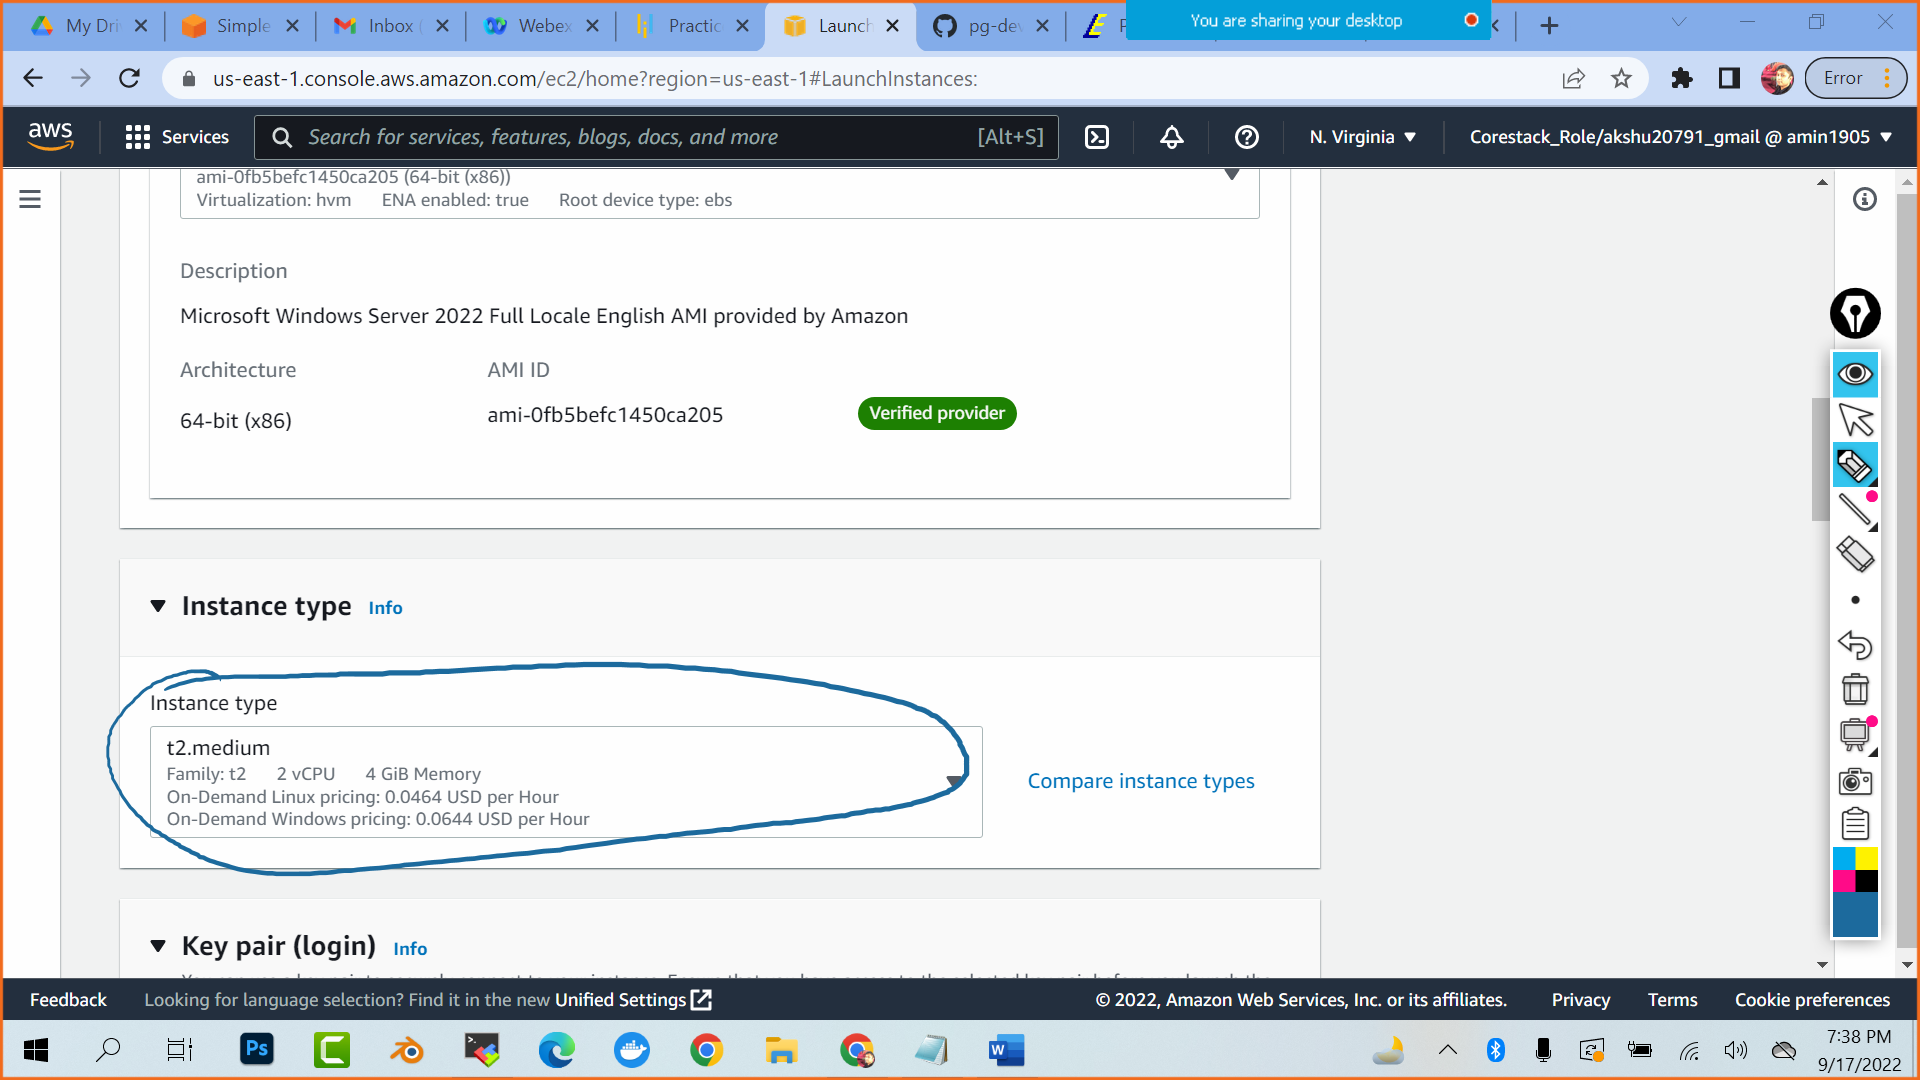 My Dri
Simple
Inbox
Webex
Practic
Launch
pg-dev
You are sharing your desktop
us-east-1.console.aws.amazon.com/ec2/home?region=us-east-1#LaunchInstances:
Error
aws
Services
Search for services, features, blogs, docs, and more
[Alt+S]
N. Virginia
Corestack_Role/akshu20791_gmail @ amin1905
ami-0fb5befc1450ca205 (64-bit (x86))
Virtualization: hvm ENA enabled: true Root device type: ebs
Description
Microsoft Windows Server 2022 Full Locale English AMI provided by Amazon
Architecture
AMI ID
64-bit (x86)
ami-0fb5befc1450ca205
Verified provider
Instance type Info
Instance type
t2.medium
Family: t2 2 vCPU 4 GiB Memory
On-Demand Linux pricing: 0.0464 USD per Hour
On-Demand Windows pricing: 0.0644 USD per Hour
Compare instance types
Key pair (login) Info
Feedback
Looking for language selection? Find it in the new Unified Settings
© 2022, Amazon Web Services, Inc. or its affiliates.
Privacy
Terms
Cookie preferences
Ps
W
7:38 PM
9/17/2022